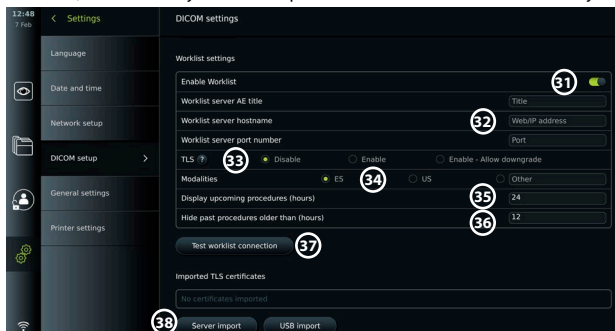 12:48
7 Feb
Settings
DICOM settings
Language
Date and time
Network setup
DICOM setup
General settings
Printer settings
Worklist settings
Enable Worklist 31
Worklist server AE title Title
Worklist server hostname 32 Web/IP address
Worklist server port number Port
TLS ? 33 Disable Enable Enable - Allow downgrade
Modalities ES 34 US Other
Display upcoming procedures (hours) 35 24
Hide past procedures older than (hours) 36 12
Test worklist connection 37
Imported TLS certificates
No certificates imported
38 Server import USB import